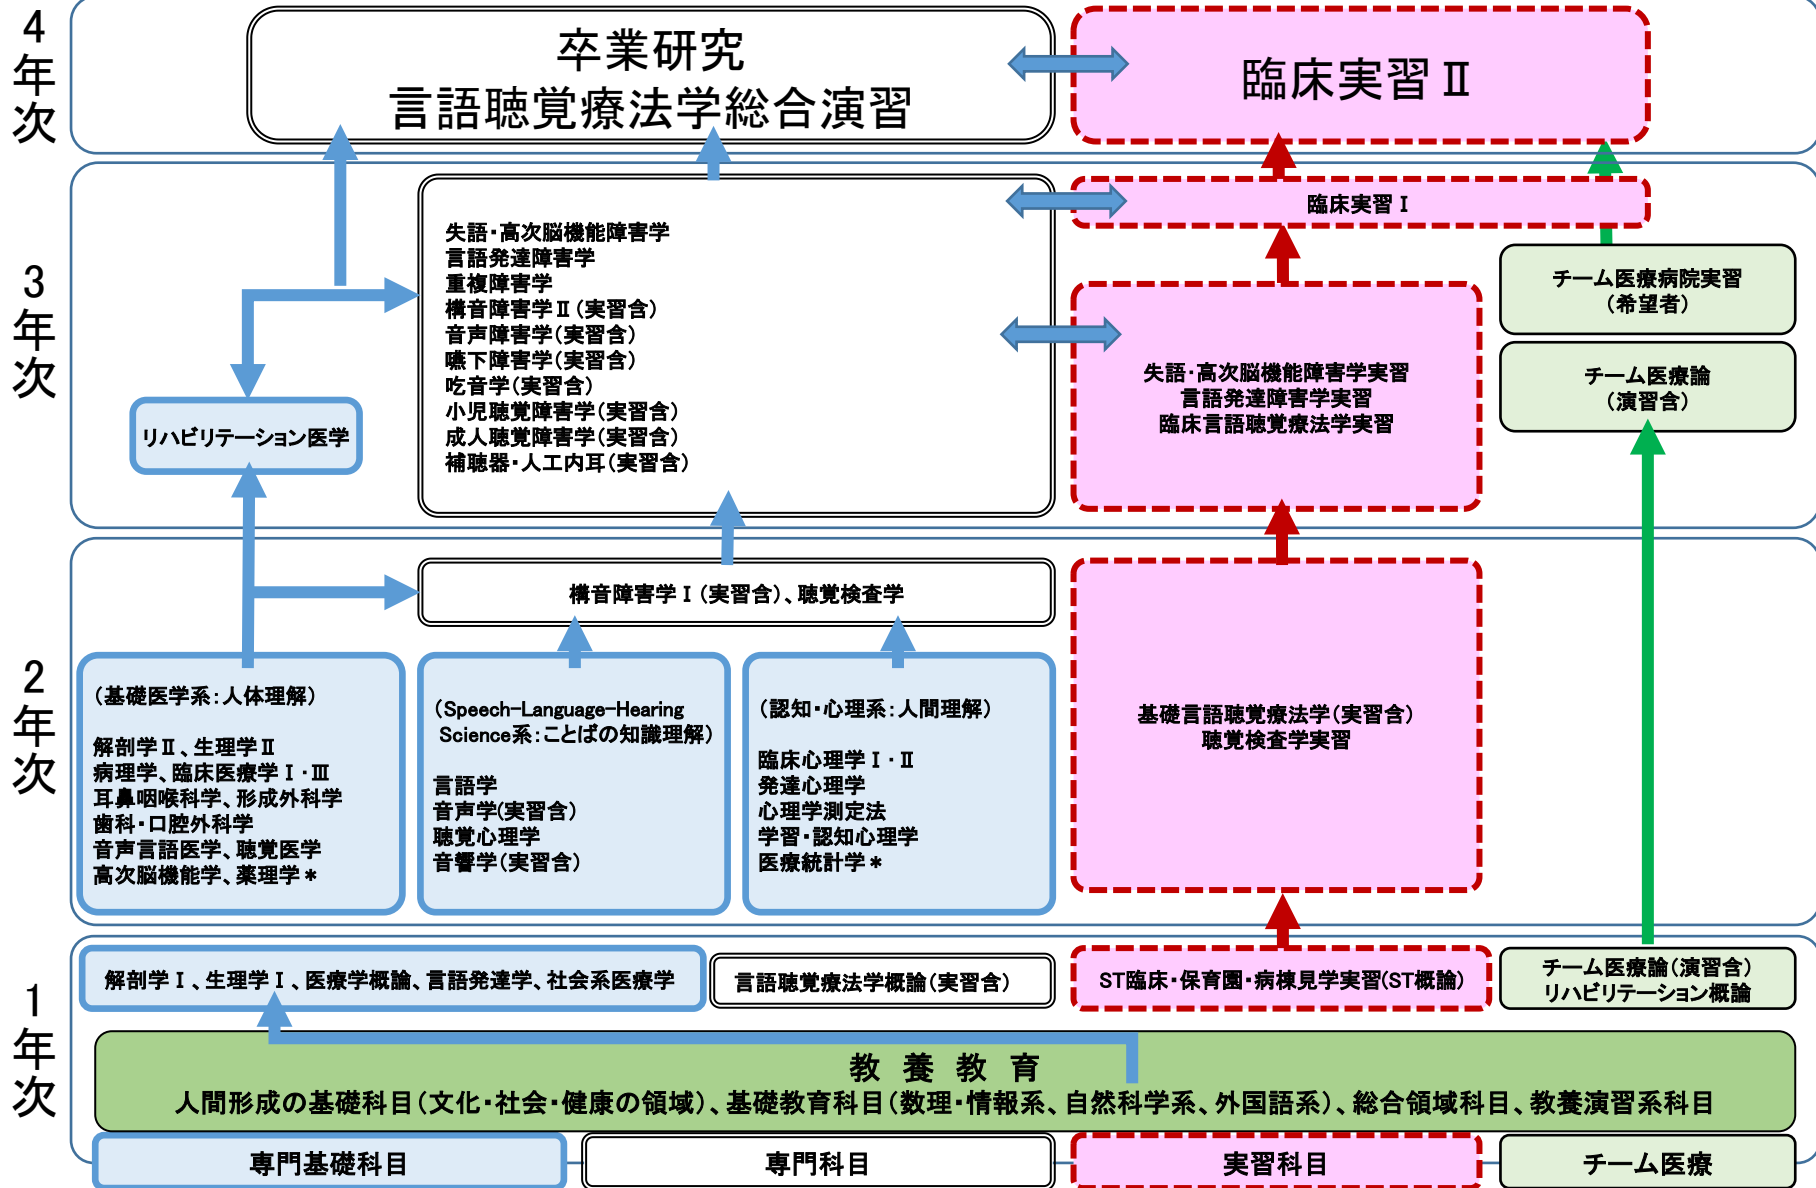 4年次
卒業研究
言語聴覚療法学総合演習
臨床実習Ⅱ
3年次
失語・高次脳機能障害学
言語発達障害学
重複障害学
構音障害学Ⅱ(実習含)
音声障害学(実習含)
嚥下障害学(実習含)
吃音学(実習含)
小児聴覚障害学(実習含)
成人聴覚障害学(実習含)
補聴器・人工内耳(実習含)
臨床実習Ⅰ
リハビリテーション医学
失語・高次脳機能障害学実習
言語発達障害学実習
臨床言語聴覚療法学実習
チーム医療病院実習
(希望者)
チーム医療論
(演習含)
2年次
構音障害学Ⅰ(実習含)、聴覚検査学
(基礎医学系:人体理解)
解剖学Ⅱ、生理学Ⅱ
病理学、臨床医療学Ⅰ・Ⅲ
耳鼻咽喉科学、形成外科学
歯科・口腔外科学
音声言語医学、聴覚医学
高次脳機能学、薬理学*
(Speech-Language-Hearing
Science系:ことばの知識理解)
言語学
音声学(実習含)
聴覚心理学
音響学(実習含)
(認知・心理系:人間理解)
臨床心理学Ⅰ・Ⅱ
発達心理学
心理学測定法
学習・認知心理学
医療統計学*
基礎言語聴覚療法学(実習含)
聴覚検査学実習
1年次
解剖学Ⅰ、生理学Ⅰ、医療学概論、言語発達学、社会系医療学
言語聴覚療法学概論(実習含)
ST臨床・保育園・病棟見学実習(ST概論)
チーム医療論(演習含)
リハビリテーション概論
教養教育
人間形成の基礎科目(文化・社会・健康の領域)、基礎教育科目(数理・情報系、自然科学系、外国語系)、総合領域科目、教養演習系科目
専門基礎科目
専門科目
実習科目
チーム医療